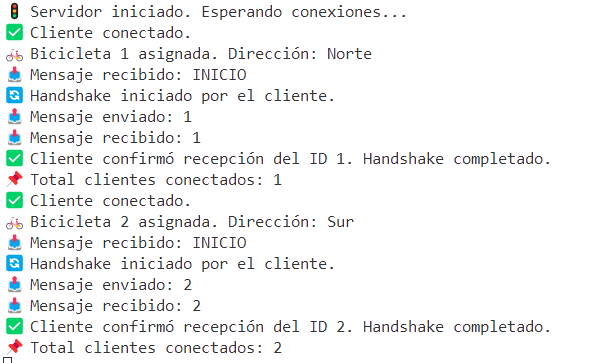 🚦 Servidor iniciado. Esperando conexiones...
✅ Cliente conectado.
🚲 Bicicleta 1 asignada. Dirección: Norte
📥 Mensaje recibido: INICIO
🔄 Handshake iniciado por el cliente.
📤 Mensaje enviado: 1
📥 Mensaje recibido: 1
✅ Cliente confirmó recepción del ID 1. Handshake completado.
📌 Total clientes conectados: 1
✅ Cliente conectado.
🚲 Bicicleta 2 asignada. Dirección: Sur
📥 Mensaje recibido: INICIO
🔄 Handshake iniciado por el cliente.
📤 Mensaje enviado: 2
📥 Mensaje recibido: 2
✅ Cliente confirmó recepción del ID 2. Handshake completado.
📌 Total clientes conectados: 2